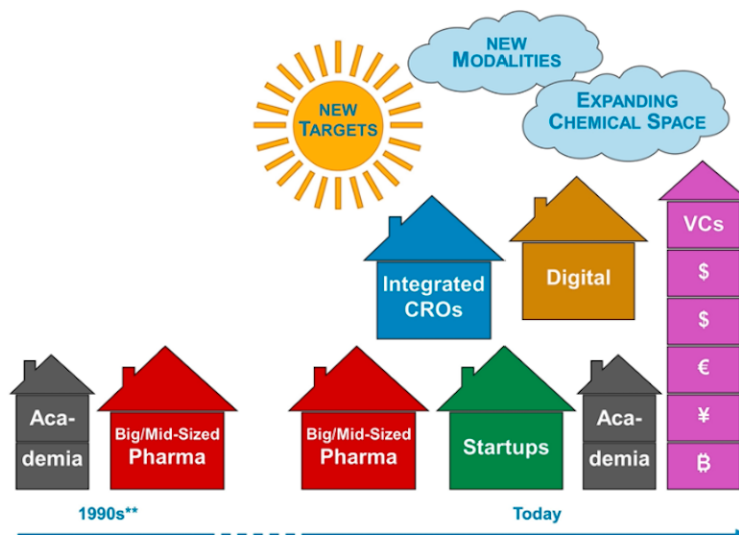 NEW
MODALITIES
NEW
TARGETS
EXPANDING
CHEMICAL SPACE
VCs
$
$
€
¥
₿
Integrated
CROs
Digital
Aca-
demia
Big/Mid-Sized
Pharma
Big/Mid-Sized
Pharma
Startups
Aca-
demia
1990s**
Today